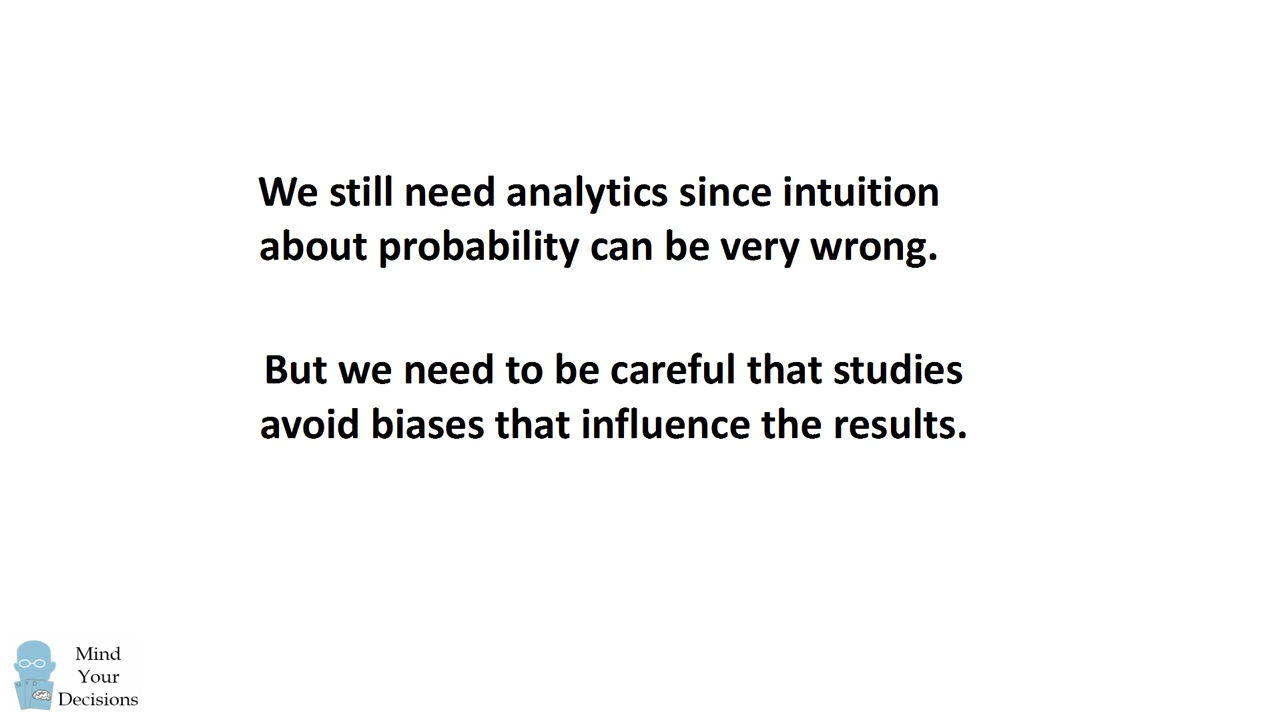 We still need analytics since intuition
about probability can be very wrong.
But we need to be careful that studies
avoid biases that influence the results.
Mind
Your
Decisions